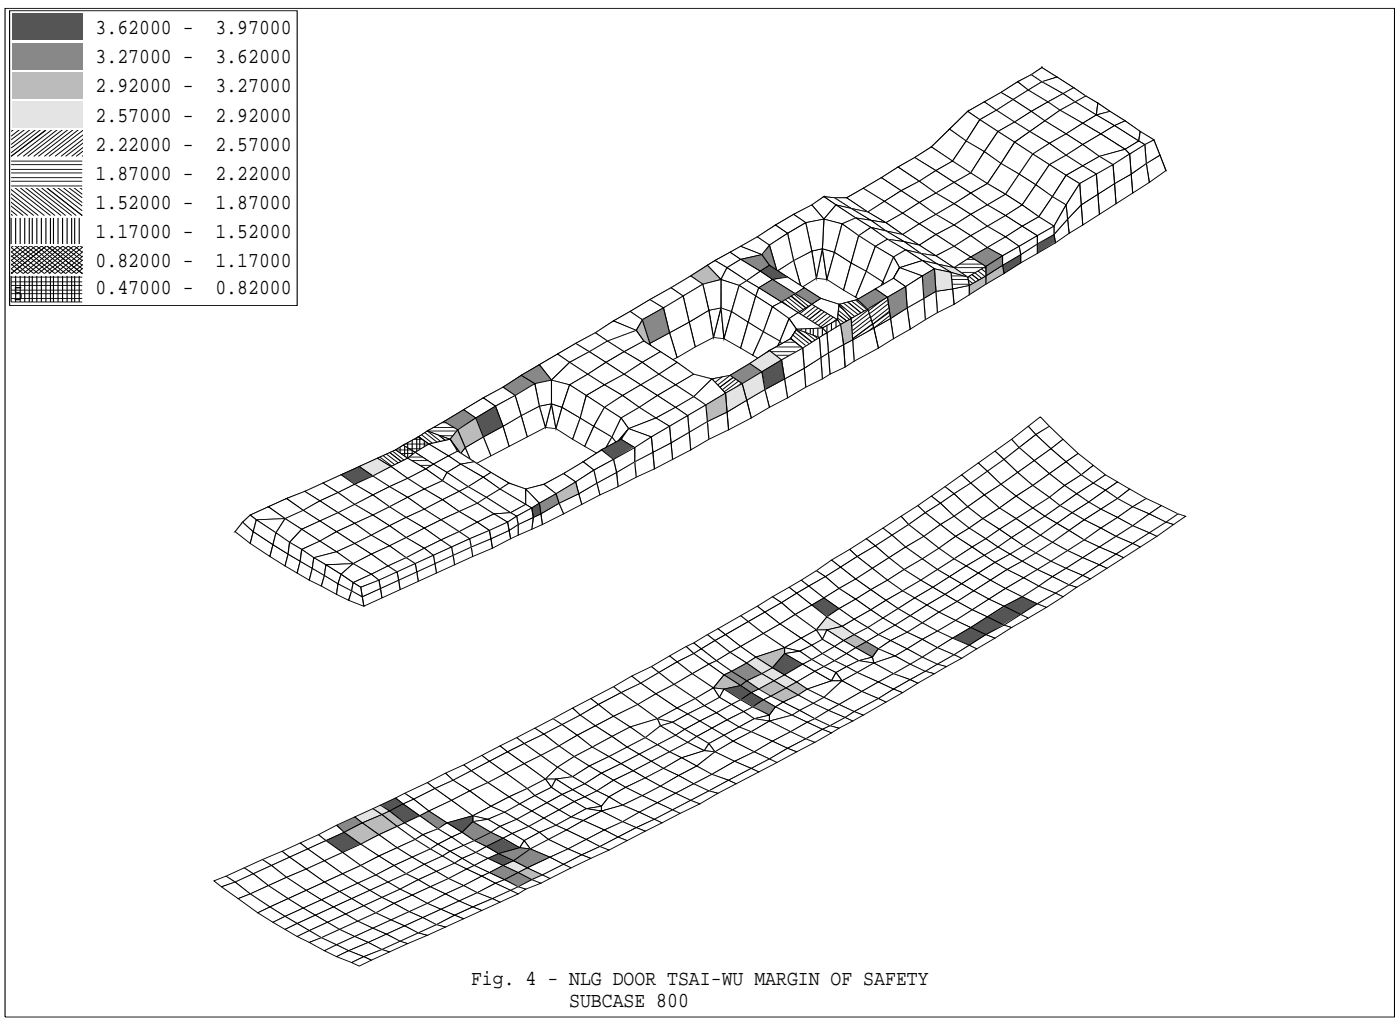 3.62000 - 3.97000
3.27000 - 3.62000
2.92000 - 3.27000
2.57000 - 2.92000
2.22000 - 2.57000
1.87000 - 2.22000
1.52000 - 1.87000
1.17000 - 1.52000
0.82000 - 1.17000
0.47000 - 0.82000
Fig. 4 - NLG DOOR TSAI-WU MARGIN OF SAFETY
SUBCASE 800